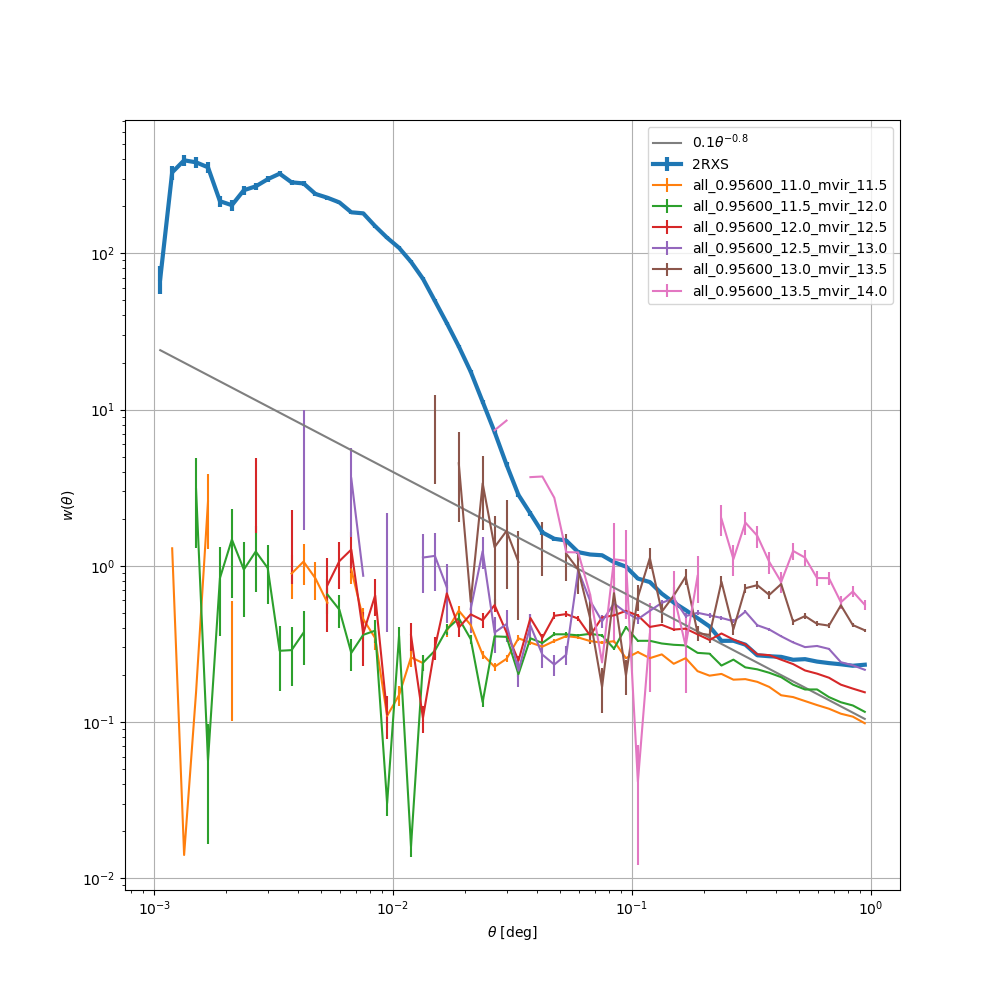 0.1θ^−0.8
2RXS
all_0.95600_11.0_mvir_11.5
all_0.95600_11.5_mvir_12.0
all_0.95600_12.0_mvir_12.5
all_0.95600_12.5_mvir_13.0
all_0.95600_13.0_mvir_13.5
all_0.95600_13.5_mvir_14.0
10^2
10^1
10^0
10^−1
10^−2
w(θ)
10^−3
10^−2
10^−1
10^0
θ [deg]